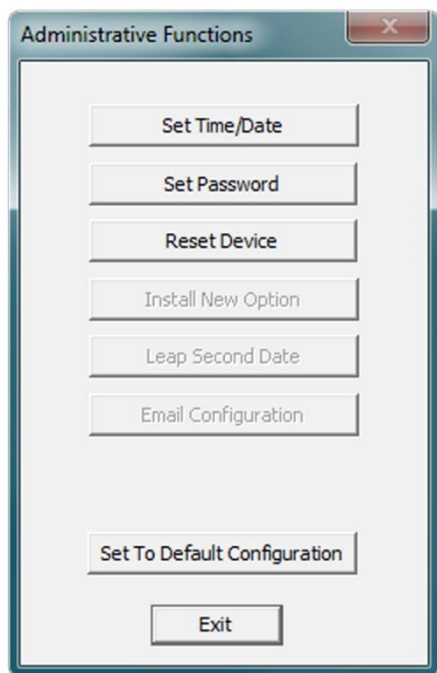 Administrative Functions
Set Time/Date
Set Password
Reset Device
Install New Option
Leap Second Date
Email Configuration
Set To Default Configuration
Exit